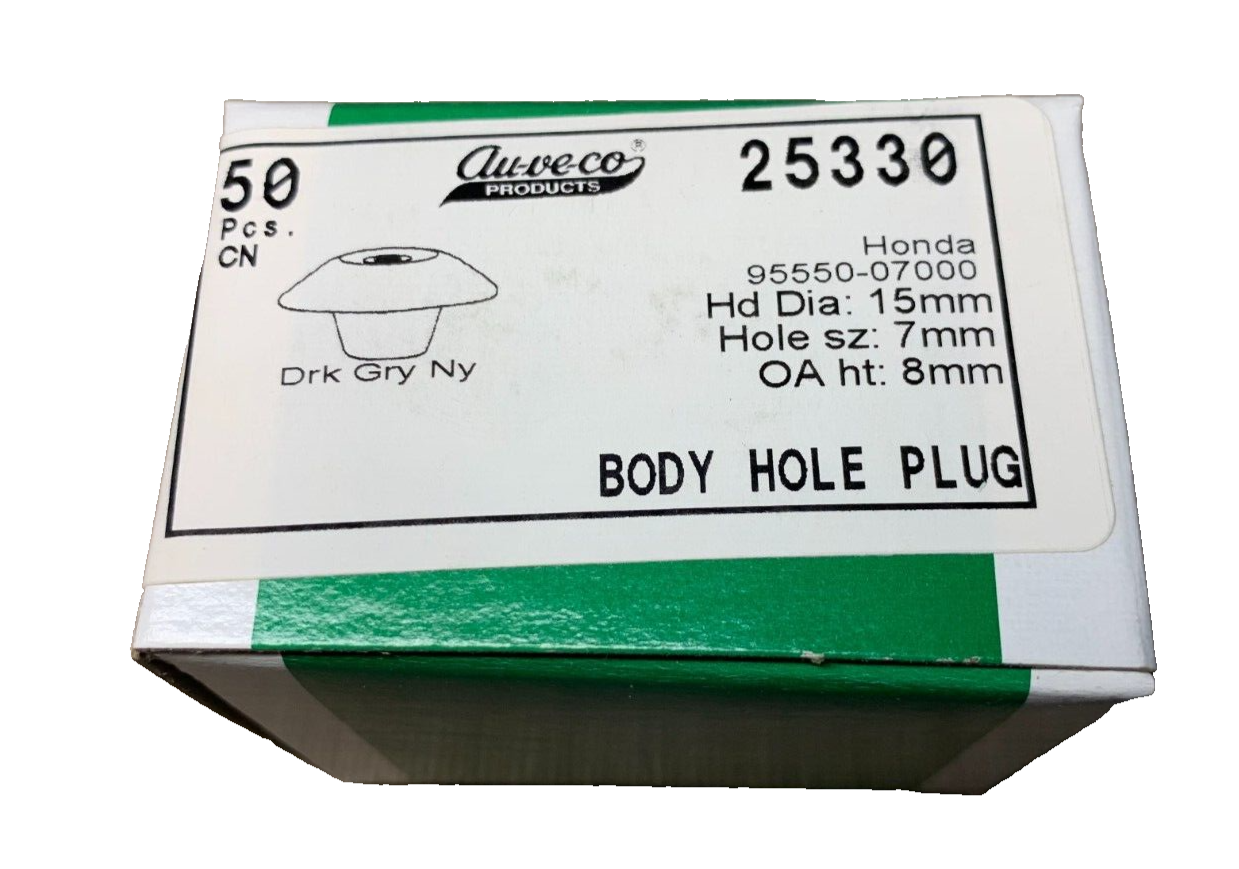 50
Pcs.
CN
au-ve-co®
PRODUCTS
25330
Honda
95550-07000
Hd Dia: 15mm
Hole sz: 7mm
OA ht: 8mm
Drk Gry Ny
BODY HOLE PLUG